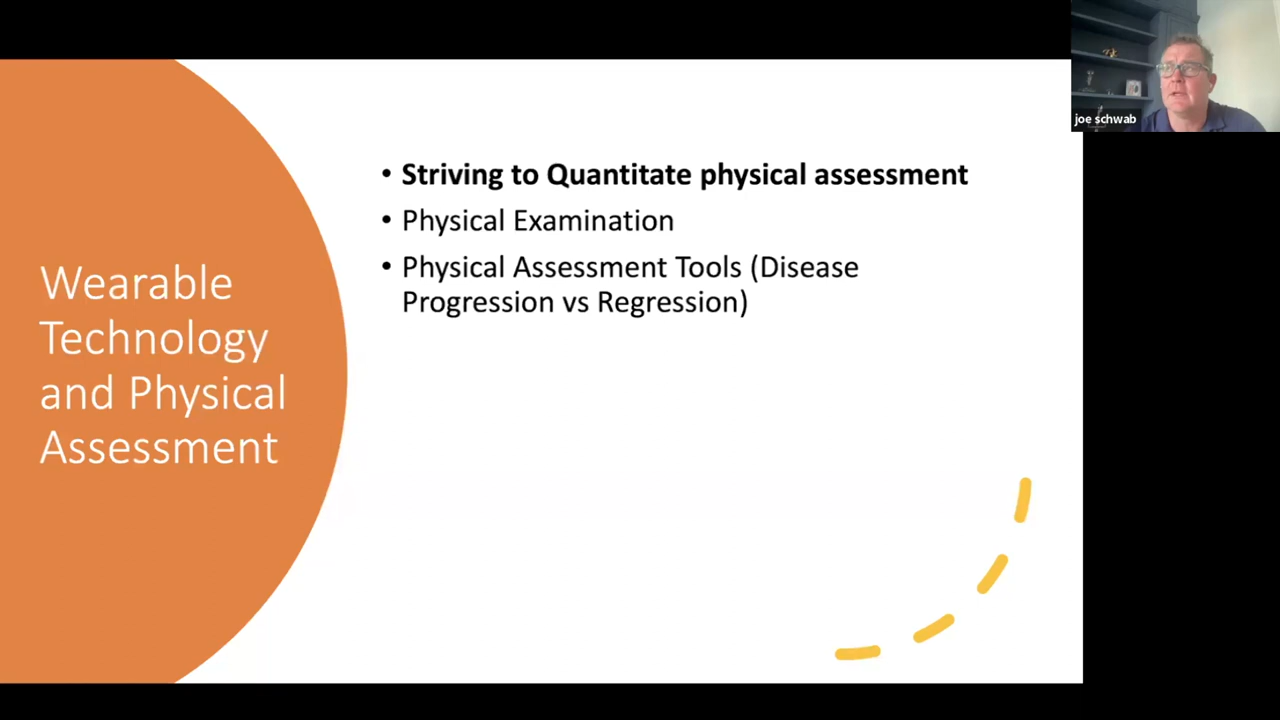 Wearable
Technology
and Physical
Assessment
• Striving to Quantitate physical assessment
• Physical Examination
• Physical Assessment Tools (Disease
Progression vs Regression)
joe schwab